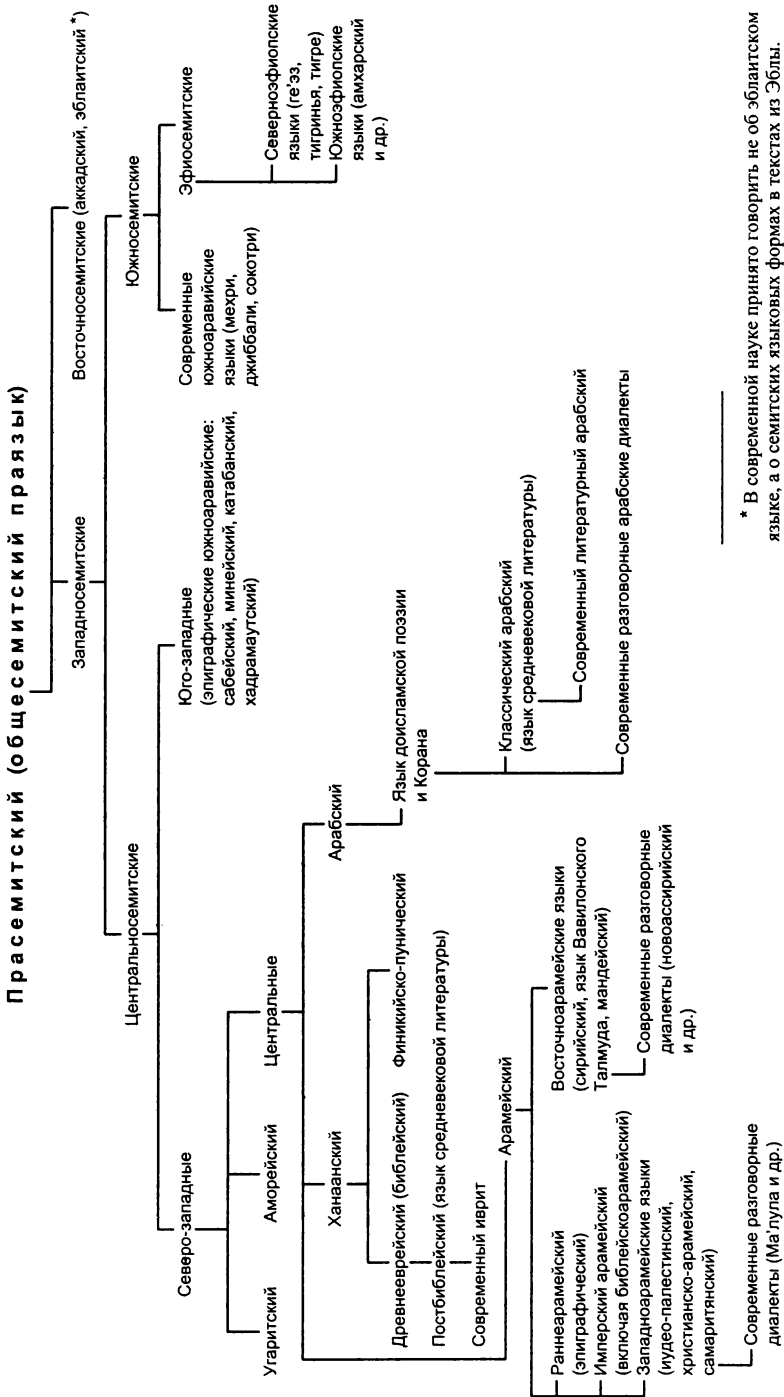 Прасемитский (общесемитский праязык)
Западносемитские
Восточносемитские (аккадский, эблаитский *)
Центральносемитские
Южносемитские
Северо-западные
Юго-западные
(эпиграфические южноаравийские:
сабейский, минейский, катабанский,
хадрамаутский)
Современные
южноаравийские
языки (мехри,
джиббали, сокотри)
Эфиосемитские
Североэфиопские
языки (ге'эз,
тигринья, тигре)
Южноэфиопские
языки (амхарский
и др.)
Угаритский
Аморейский
Центральные
Ханаанский
Арабский
Древнееврейский (библейский)
Финикийско-пунический
Постбиблейский (язык средневековой литературы)
Современный иврит
Язык доисламской поэзии
и Корана
Классический арабский
(язык средневековой литературы)
Современный литературный арабский
Современные разговорные арабские диалекты
Арамейский
Раннеарамейский
(эпиграфический)
Имперский арамейский
(включая библейскоарамейский)
Западноарамейские языки
(иудео-палестинский,
христианско-арамейский,
самаритянский)
Современные разговорные
диалекты (Ма'лула и др.)
Восточноарамейские языки
(сирийский, язык Вавилонского
Талмуда, мандейский)
Современные разговорные
диалекты (новоассирийский
и др.)
* В современной науке принято говорить не об эблаитском
языке, а о семитских языковых формах в текстах из Эблы.